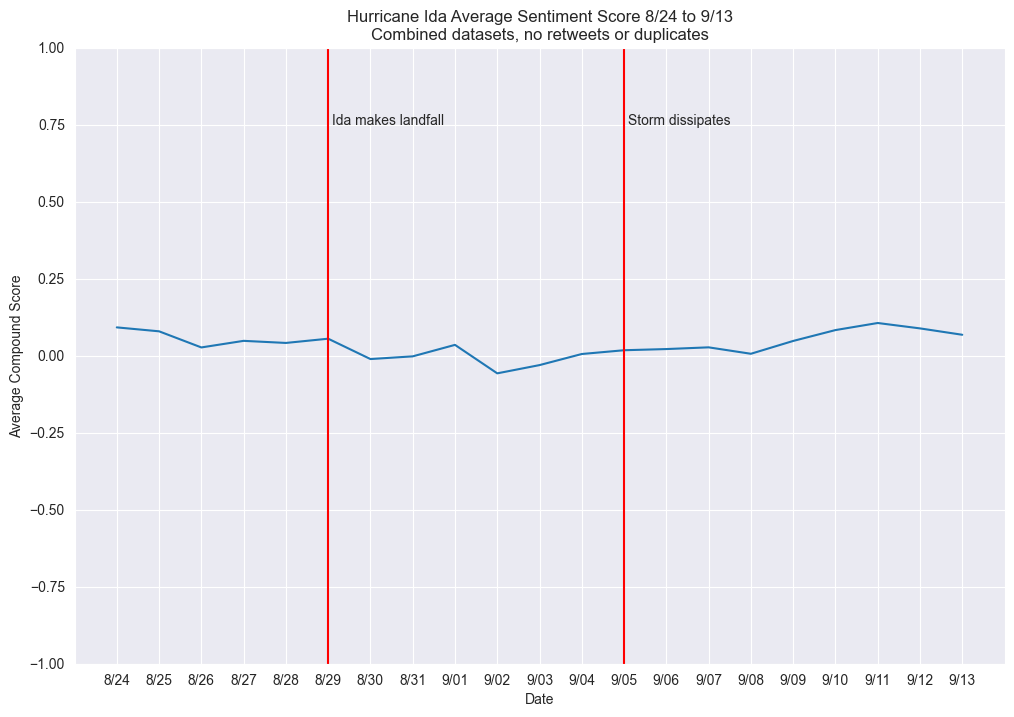 Hurricane Ida Average Sentiment Score 8/24 to 9/13
Combined datasets, no retweets or duplicates
1.00
Ida makes landfall
Storm dissipates
0.75
0.50
0.25
0.00
−0.25
−0.50
−0.75
−1.00
Average Compound Score
8/24 8/25 8/26 8/27 8/28 8/29 8/30 8/31 9/01 9/02 9/03 9/04 9/05 9/06 9/07 9/08 9/09 9/10 9/11 9/12 9/13
Date